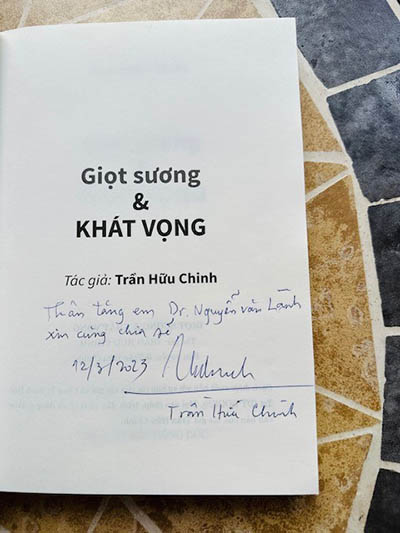 Giọt sương
&
KHÁT VỌNG
Tác giả: Trần Hữu Chinh
Thân tặng em Dr. Nguyễn văn Lành
xin cùng chia sẻ
12/3/2023
Trần Hữu Chinh